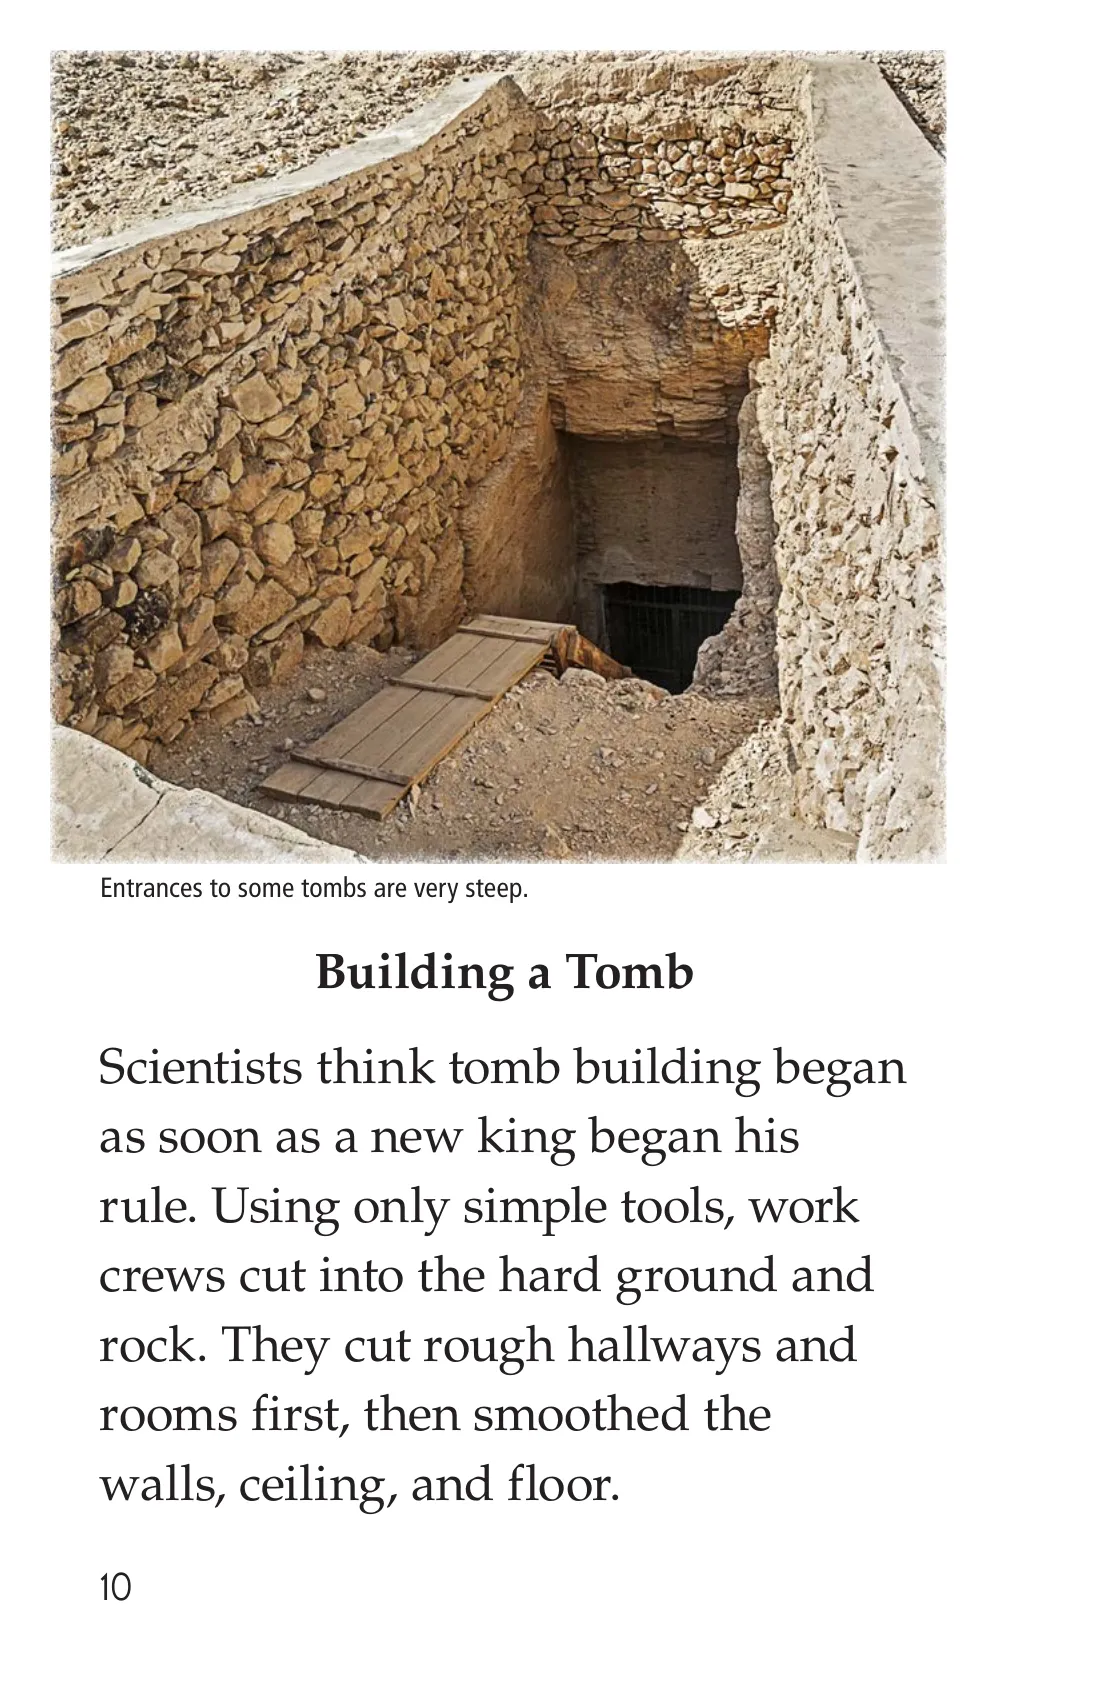 Entrances to some tombs are very steep.
Building a Tomb
Scientists think tomb building began
as soon as a new king began his
rule. Using only simple tools, work
crews cut into the hard ground and
rock. They cut rough hallways and
rooms first, then smoothed the
walls, ceiling, and floor.
10